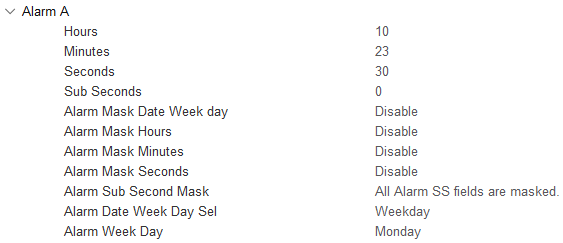 Alarm A
Hours 10
Minutes 23
Seconds 30
Sub Seconds 0
Alarm Mask Date Week day Disable
Alarm Mask Hours Disable
Alarm Mask Minutes Disable
Alarm Mask Seconds Disable
Alarm Sub Second Mask All Alarm SS fields are masked.
Alarm Date Week Day Sel Weekday
Alarm Week Day Monday